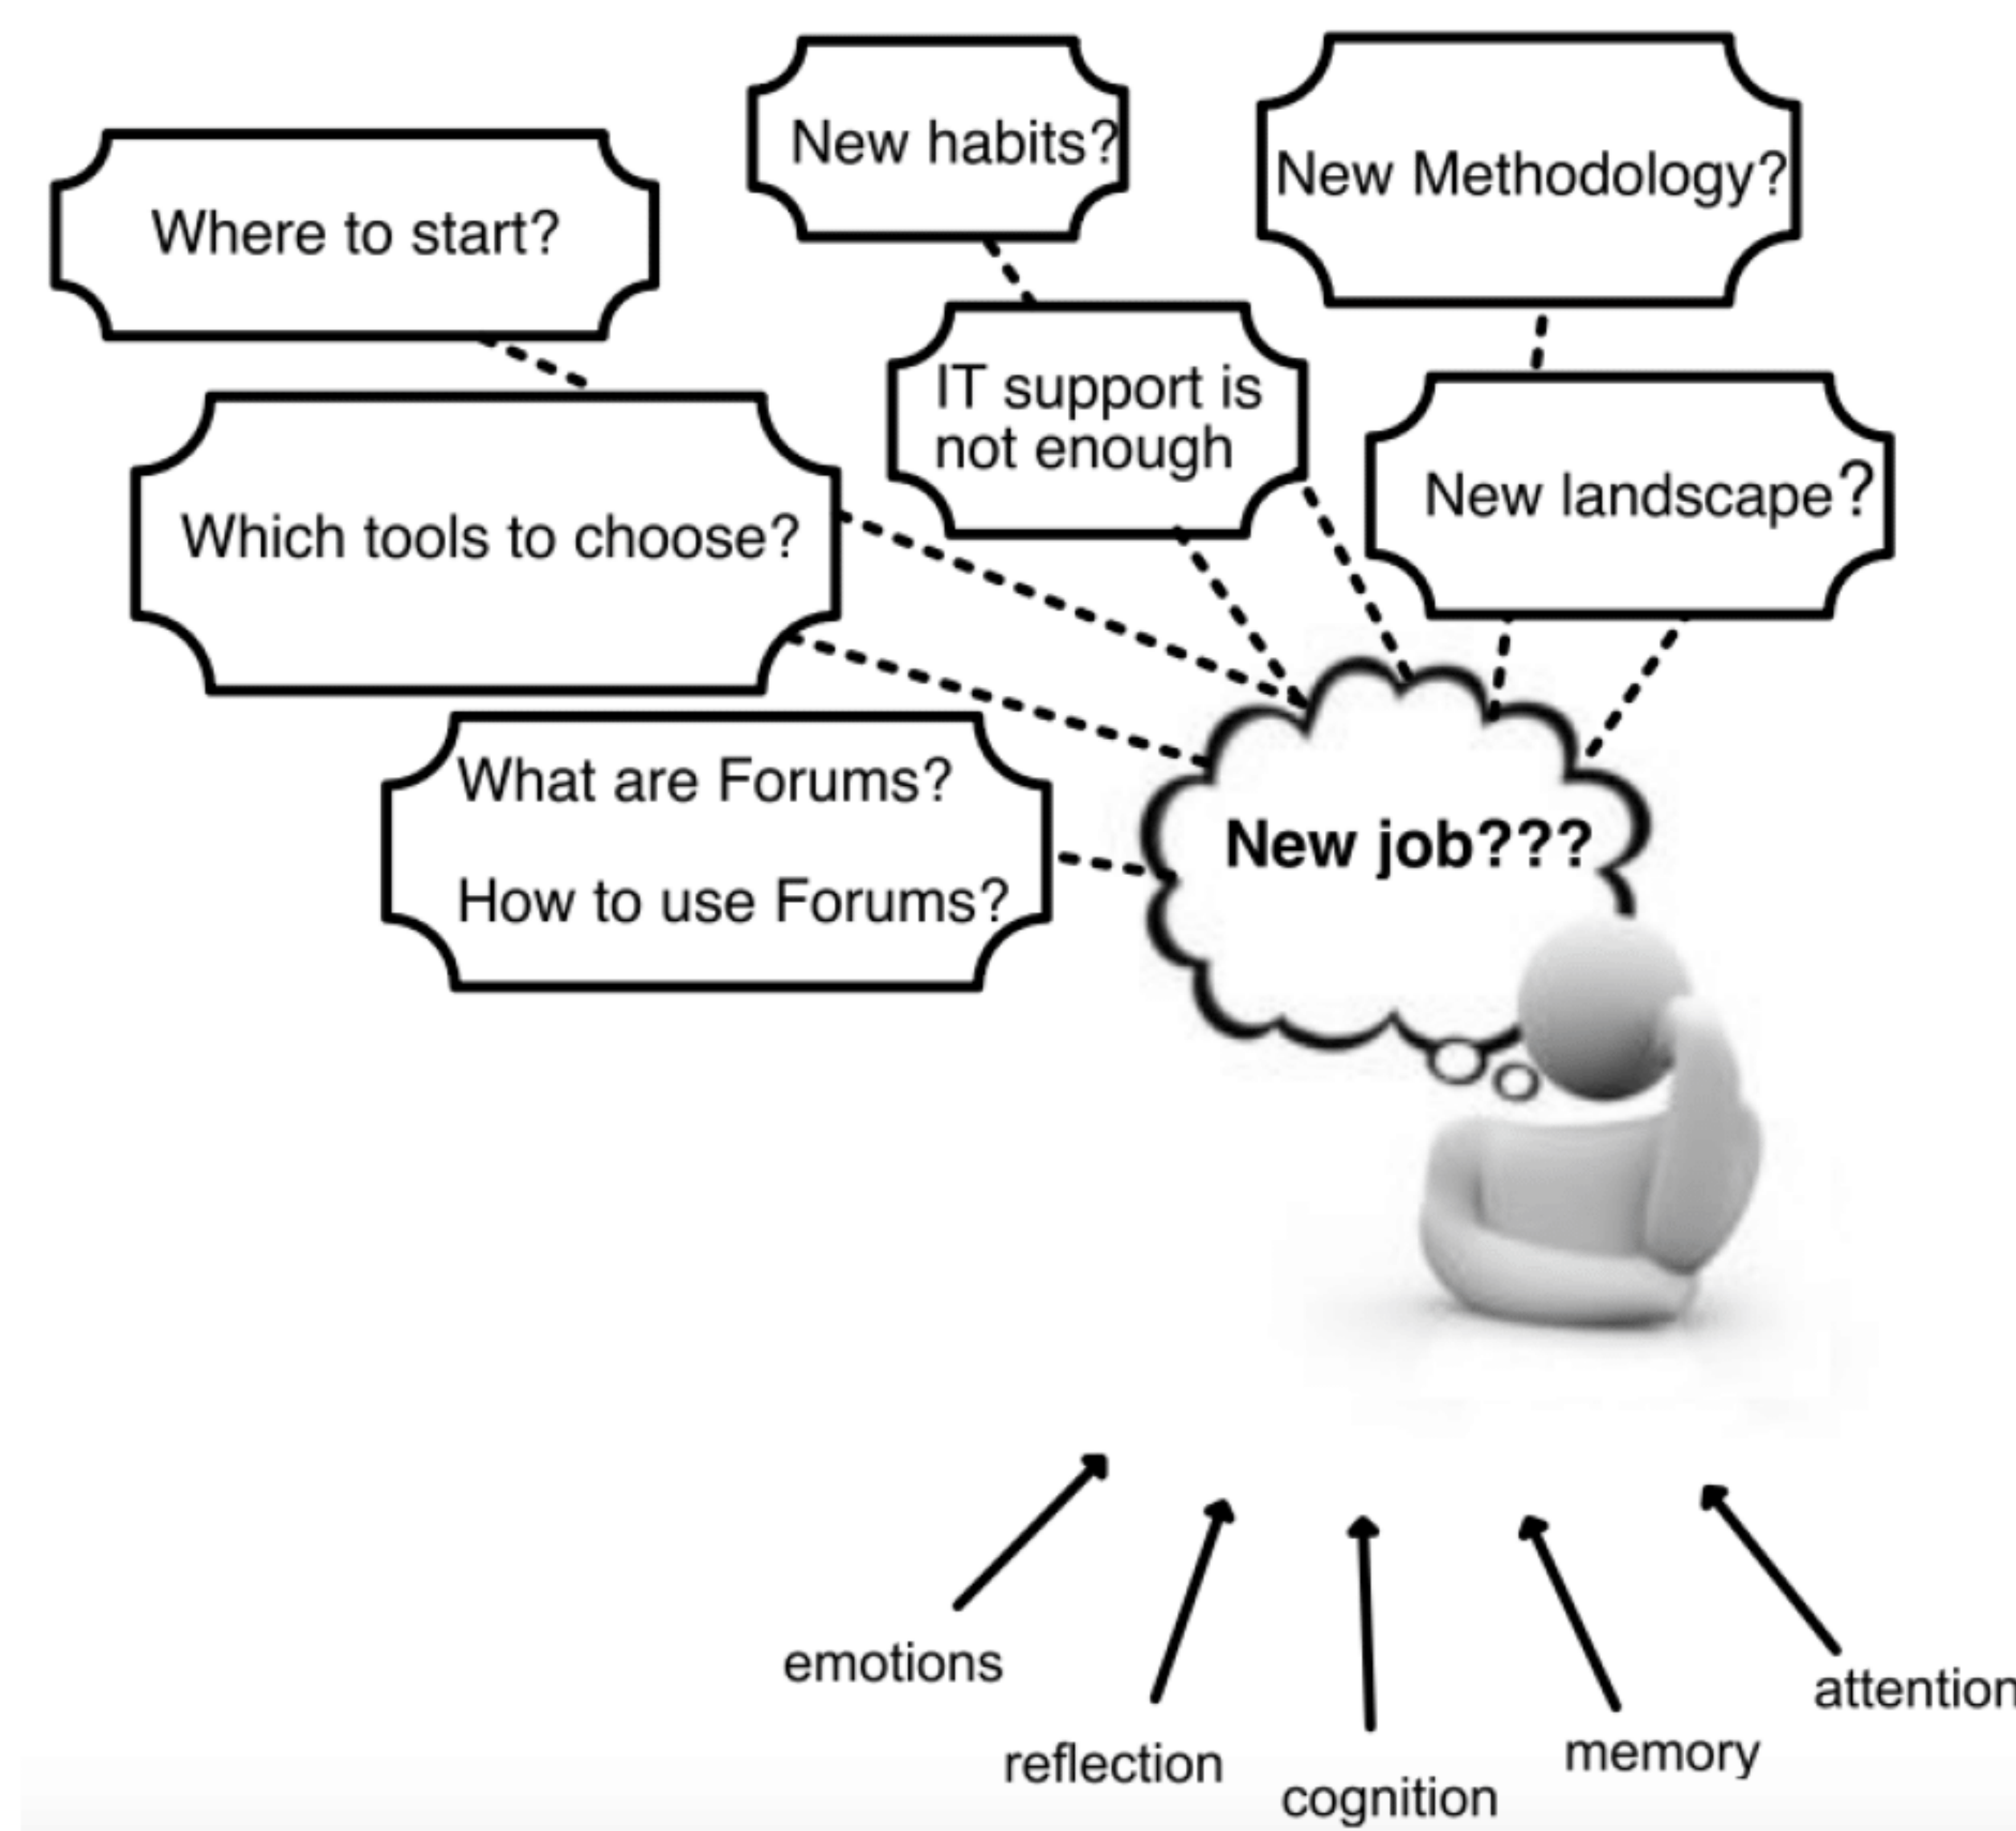 New habits?
New Methodology?
Where to start?
IT support is
not enough
New landscape?
Which tools to choose?
What are Forums?
How to use Forums?
New job???
emotions
reflection
cognition
memory
attention